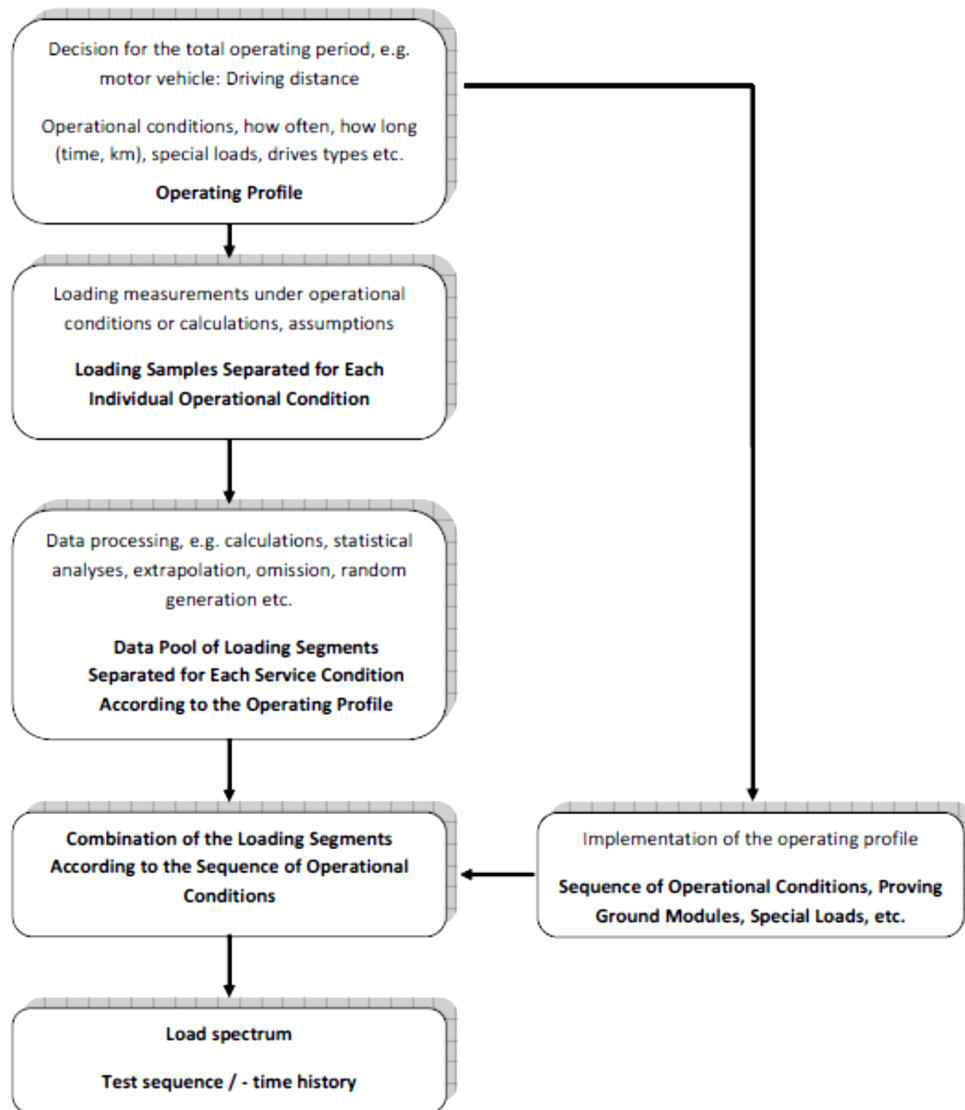 Decision for the total operating period, e.g.
motor vehicle: Driving distance
Operational conditions, how often, how long
(time, km), special loads, drives types etc.
Operating Profile
Loading measurements under operational
conditions or calculations, assumptions
Loading Samples Separated for Each
Individual Operational Condition
Data processing, e.g. calculations, statistical
analyses, extrapolation, omission, random
generation etc.
Data Pool of Loading Segments
Separated for Each Service Condition
According to the Operating Profile
Combination of the Loading Segments
According to the Sequence of Operational
Conditions
Implementation of the operating profile
Sequence of Operational Conditions, Proving
Ground Modules, Special Loads, etc.
Load spectrum
Test sequence / - time history